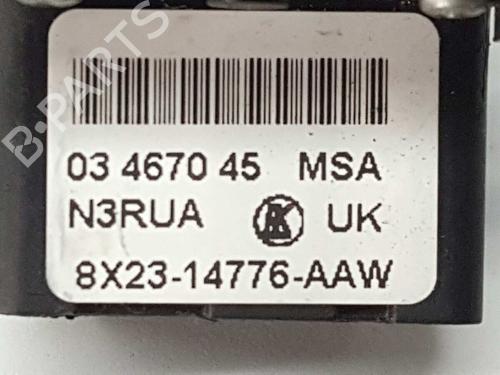 B-PARTS
03 4670 45 MSA
N3RUA UK
8X23-14776-AAW